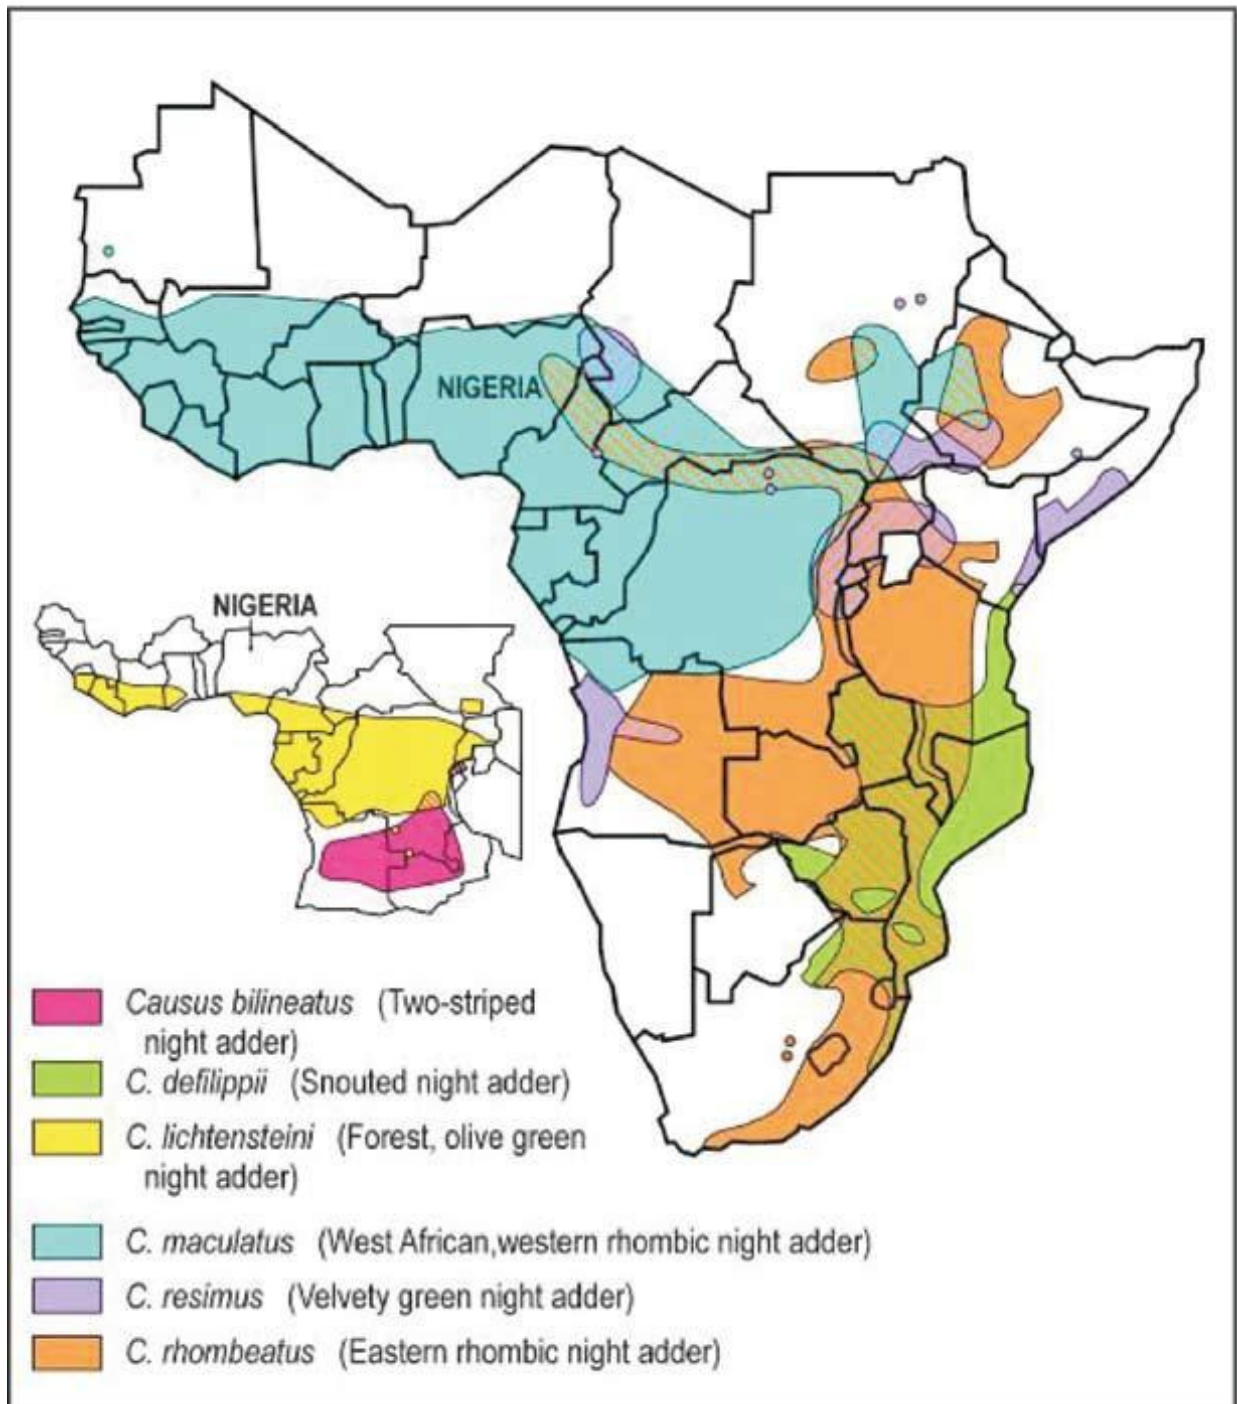 NIGERIA
NIGERIA
Causus bilineatus (Two-striped
night adder)
C. defilippii (Snouted night adder)
C. lichtensteini (Forest, olive green
night adder)
C. maculatus (West African,western rhombic night adder)
C. resimus (Velvety green night adder)
C. rhombeatus (Eastern rhombic night adder)